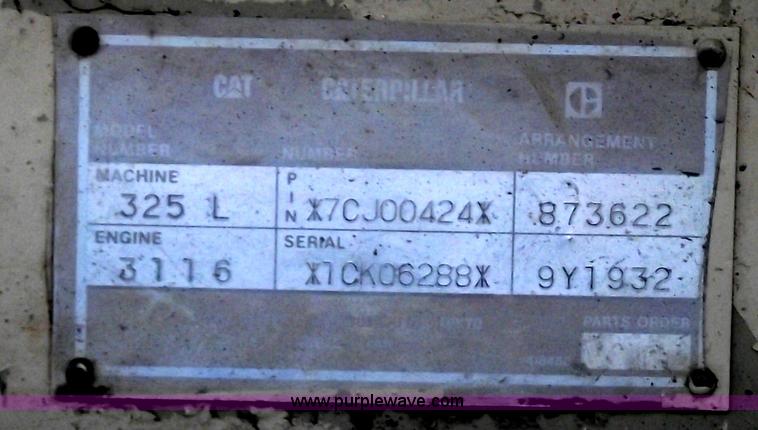 CAT CATERPILLAR C
MODEL NUMBER NUMBER ARRANGEMENT NUMBER
MACHINE 325 L PIN *7CJ00424* 873622
ENGINE 3116 SERIAL *1CK06288* 9Y1932
PARTS ORDER
www.purplewave.com